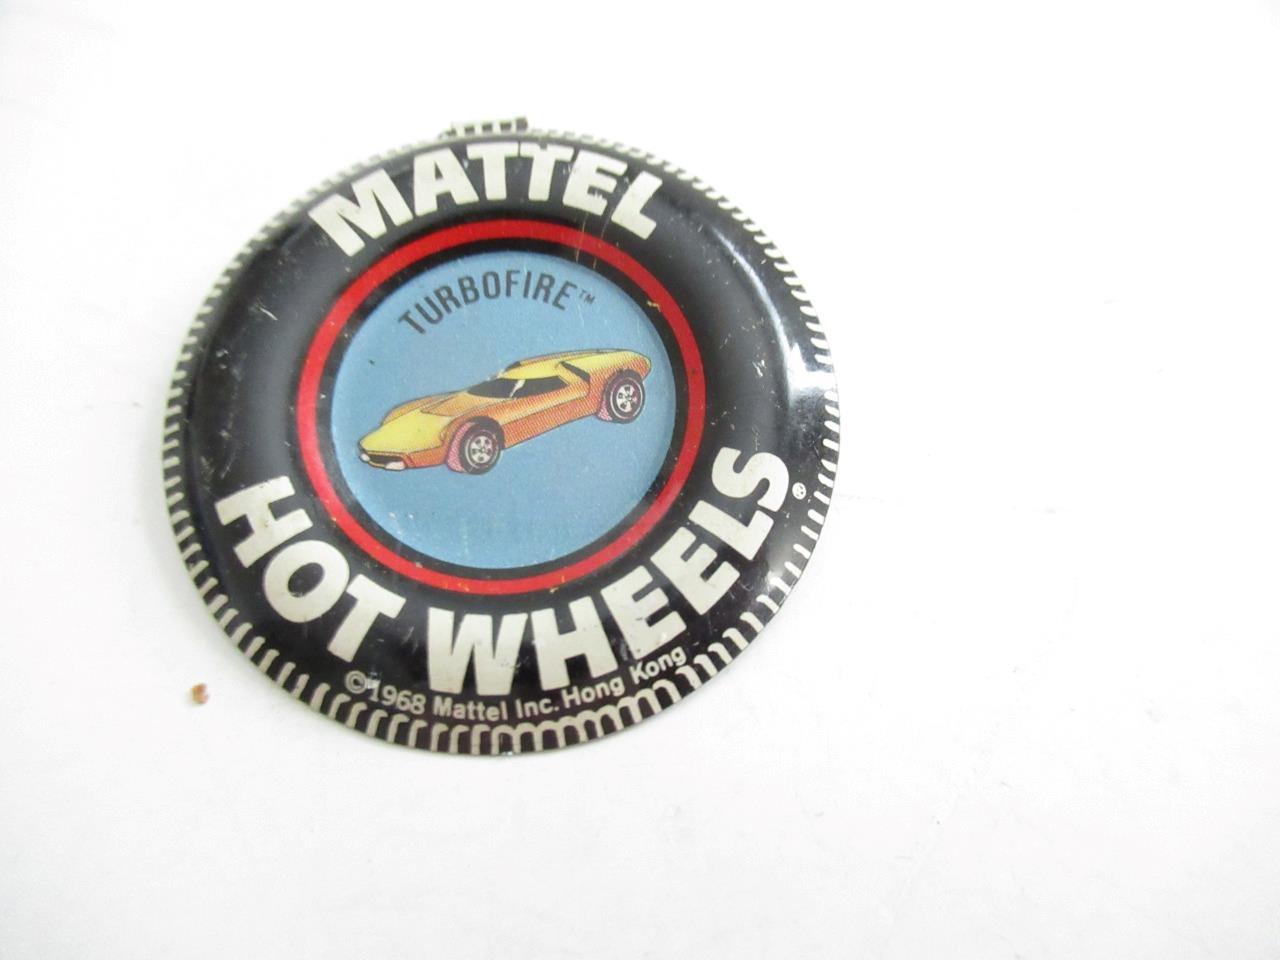 MATTEL
TURBOFIRE™
HOT WHEELS®
©1968 Mattel Inc. Hong Kong